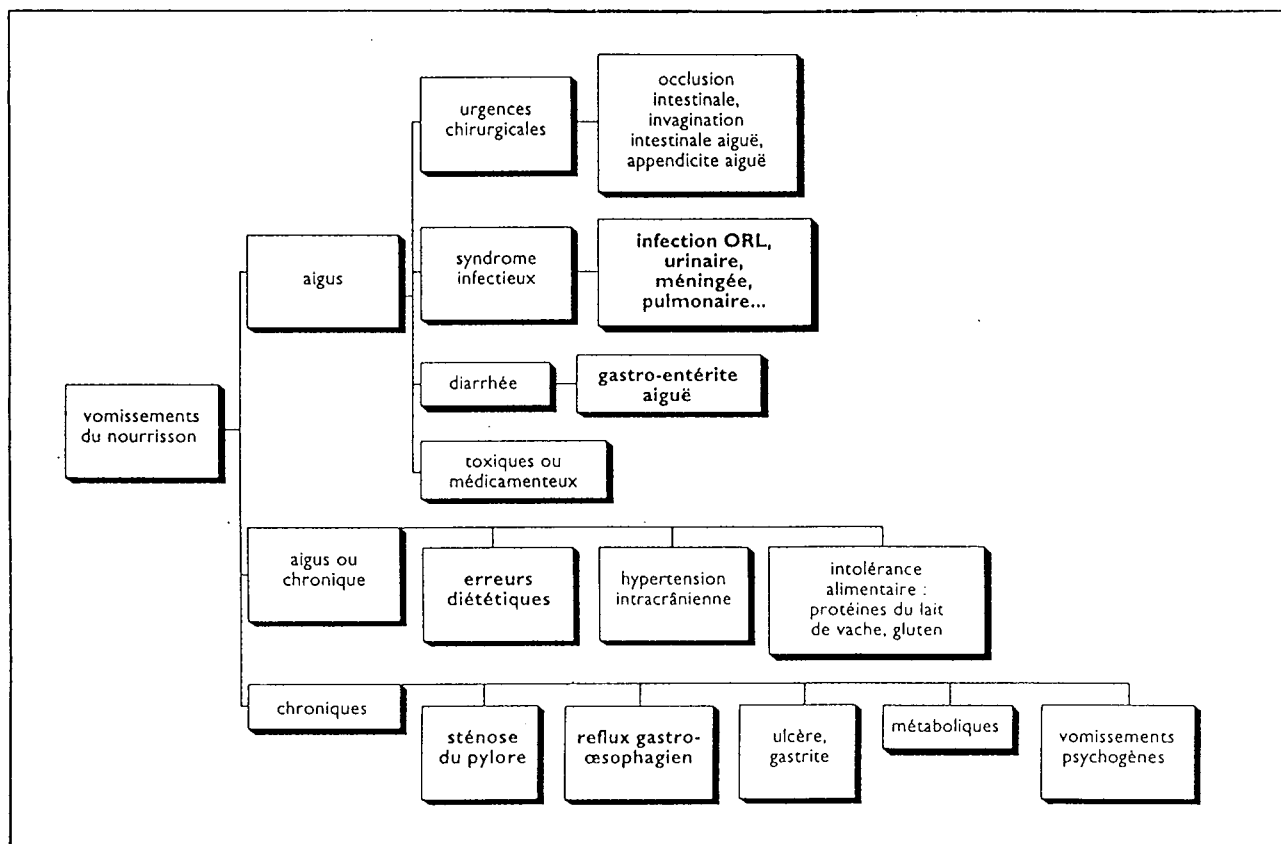 urgences
chirurgicales
occlusion
intestinale,
invagination
intestinale aiguë,
appendicite aiguë
aigus
syndrome
infectieux
infection ORL,
urinaire,
méningée,
pulmonaire...
diarrhée
gastro-entérite
aiguë
vomissements
du nourrisson
toxiques ou
médicamenteux
aigus ou
chronique
erreurs
diététiques
hypertension
intracrânienne
intolérance
alimentaire :
protéines du lait
de vache, gluten
chroniques
sténose
du pylore
reflux gastro-
œsophagien
ulcère,
gastrite
métaboliques
vomissements
psychogènes